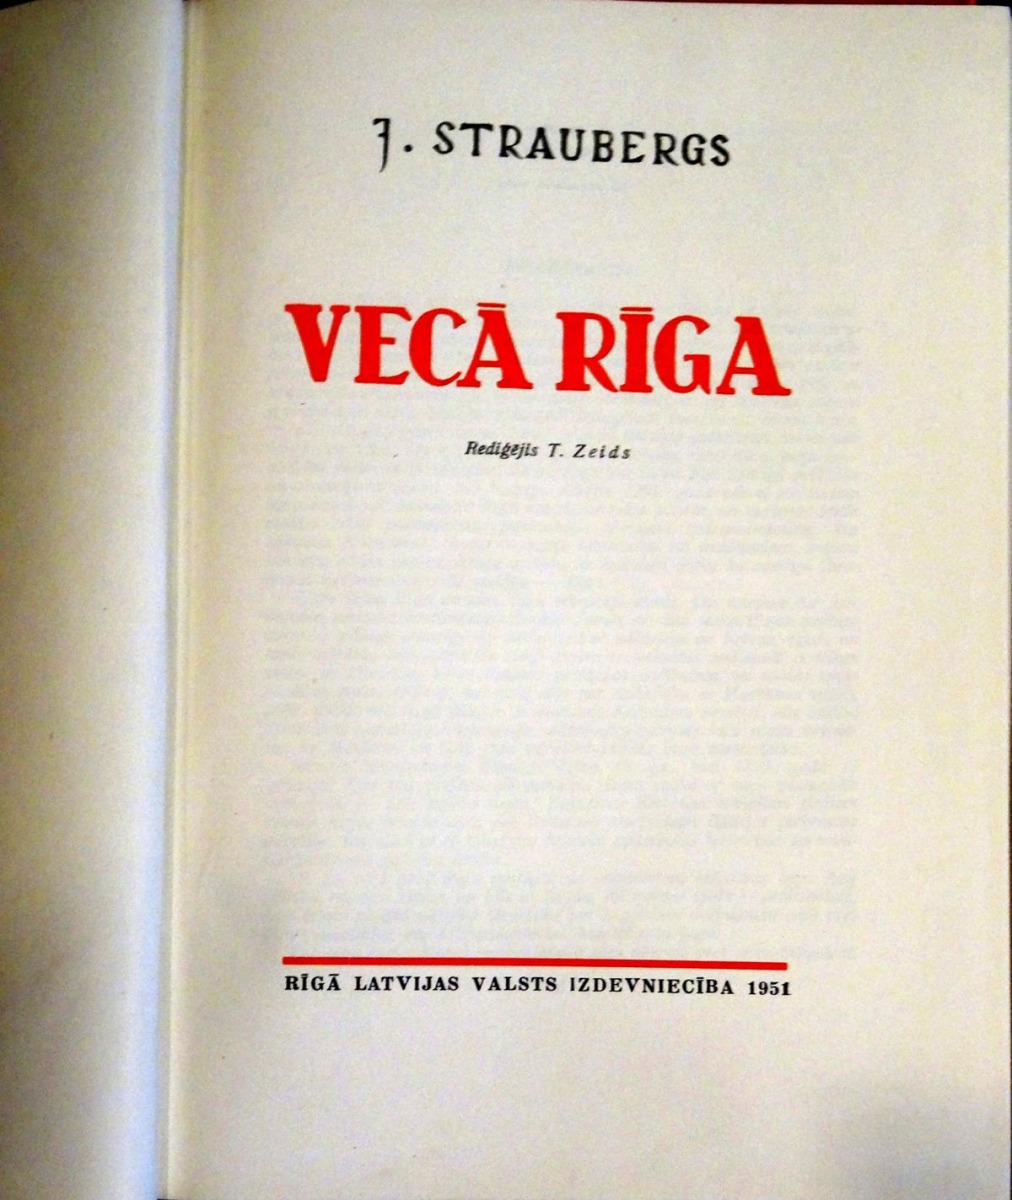 J. STRAUBERGS
VECĀ RĪGA
Rediģējis T. Zeids
RĪGĀ LATVIJAS VALSTS IZDEVNIECĪBA 1951